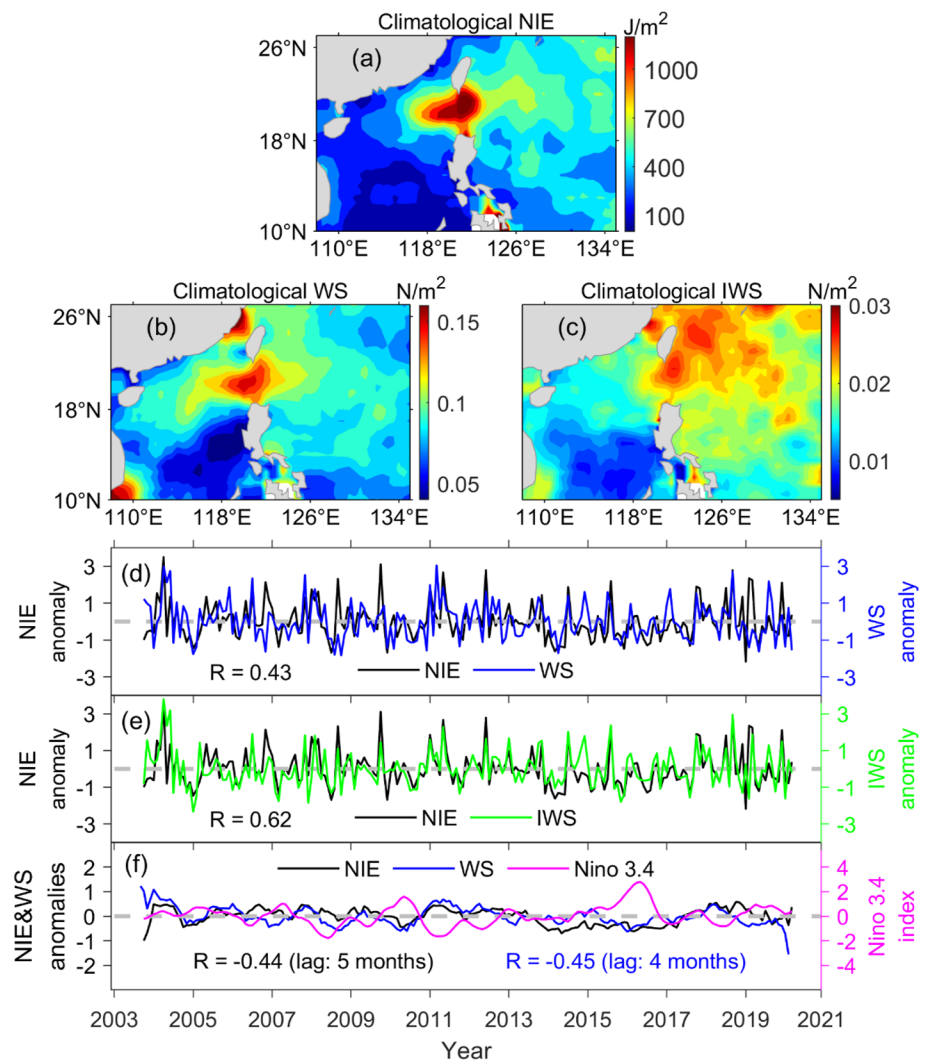 Climatological NIE
J/m²
(a)
26°N
18°N
10°N
110°E 118°E 126°E 134°E
1000
700
400
100
Climatological WS
N/m²
(b)
26°N
18°N
10°N
110°E 118°E 126°E 134°E
0.15
0.1
0.05
Climatological IWS
N/m²
(c)
110°E 118°E 126°E 134°E
0.03
0.02
0.01
(d)
NIE
anomaly
3
1
-1
-3
R = 0.43
NIE
WS
3
1
-1
-3
WS
anomaly
(e)
NIE
anomaly
3
1
-1
-3
R = 0.62
NIE
IWS
3
1
-1
-3
IWS
anomaly
(f)
NIE&WS
anomalies
2
1
0
-1
-2
NIE
WS
Nino 3.4
R = -0.44 (lag: 5 months)
R = -0.45 (lag: 4 months)
4
2
0
-2
-4
Nino 3.4
index
2003 2005 2007 2009 2011 2013 2015 2017 2019 2021
Year